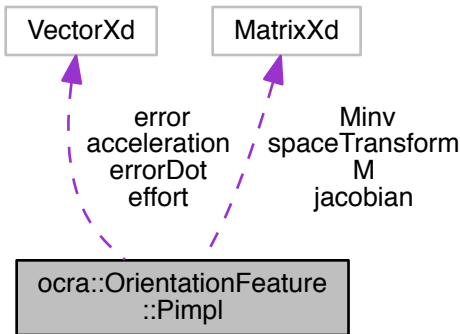 VectorXd
MatrixXd
error
acceleration
errorDot
effort
Minv
spaceTransform
M
jacobian
ocra::OrientationFeature
::Pimpl